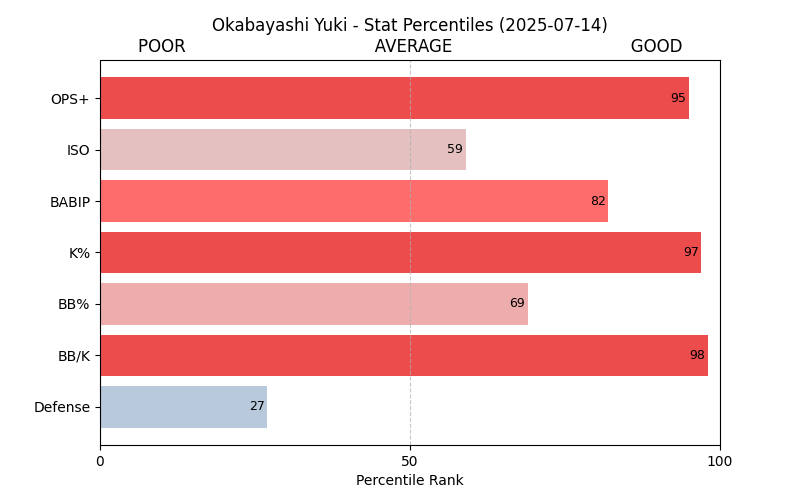 Okabayashi Yuki - Stat Percentiles (2025-07-14)
POOR AVERAGE GOOD
OPS+ 95
ISO 59
BABIP 82
K% 97
BB% 69
BB/K 98
Defense 27
0 50 100
Percentile Rank